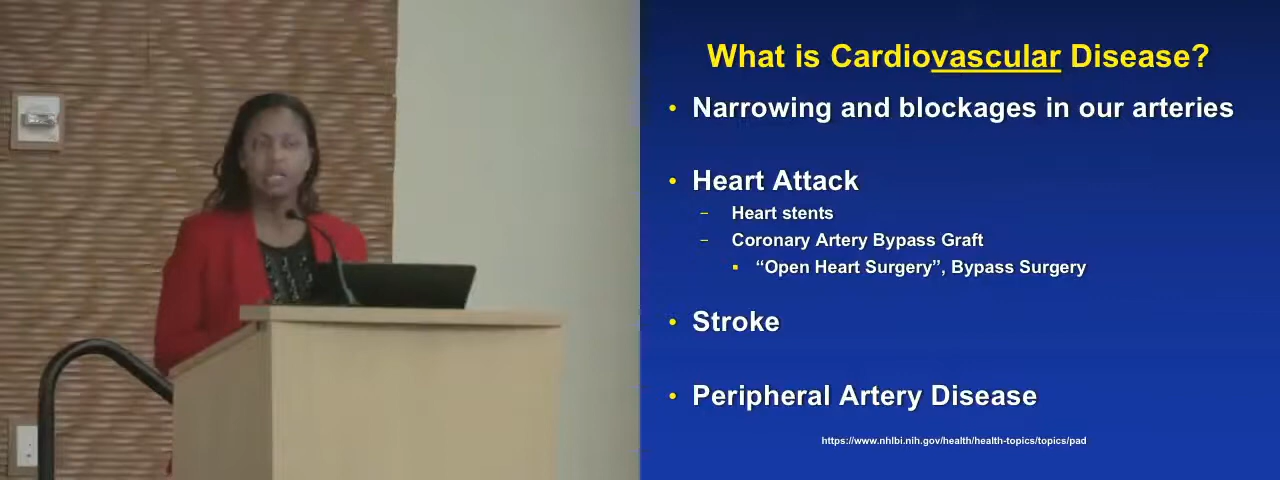 What is Cardiovascular Disease?
• Narrowing and blockages in our arteries
• Heart Attack
– Heart stents
– Coronary Artery Bypass Graft
▪ “Open Heart Surgery”, Bypass Surgery
• Stroke
• Peripheral Artery Disease
https://www.nhlbi.nih.gov/health/health-topics/topics/pad